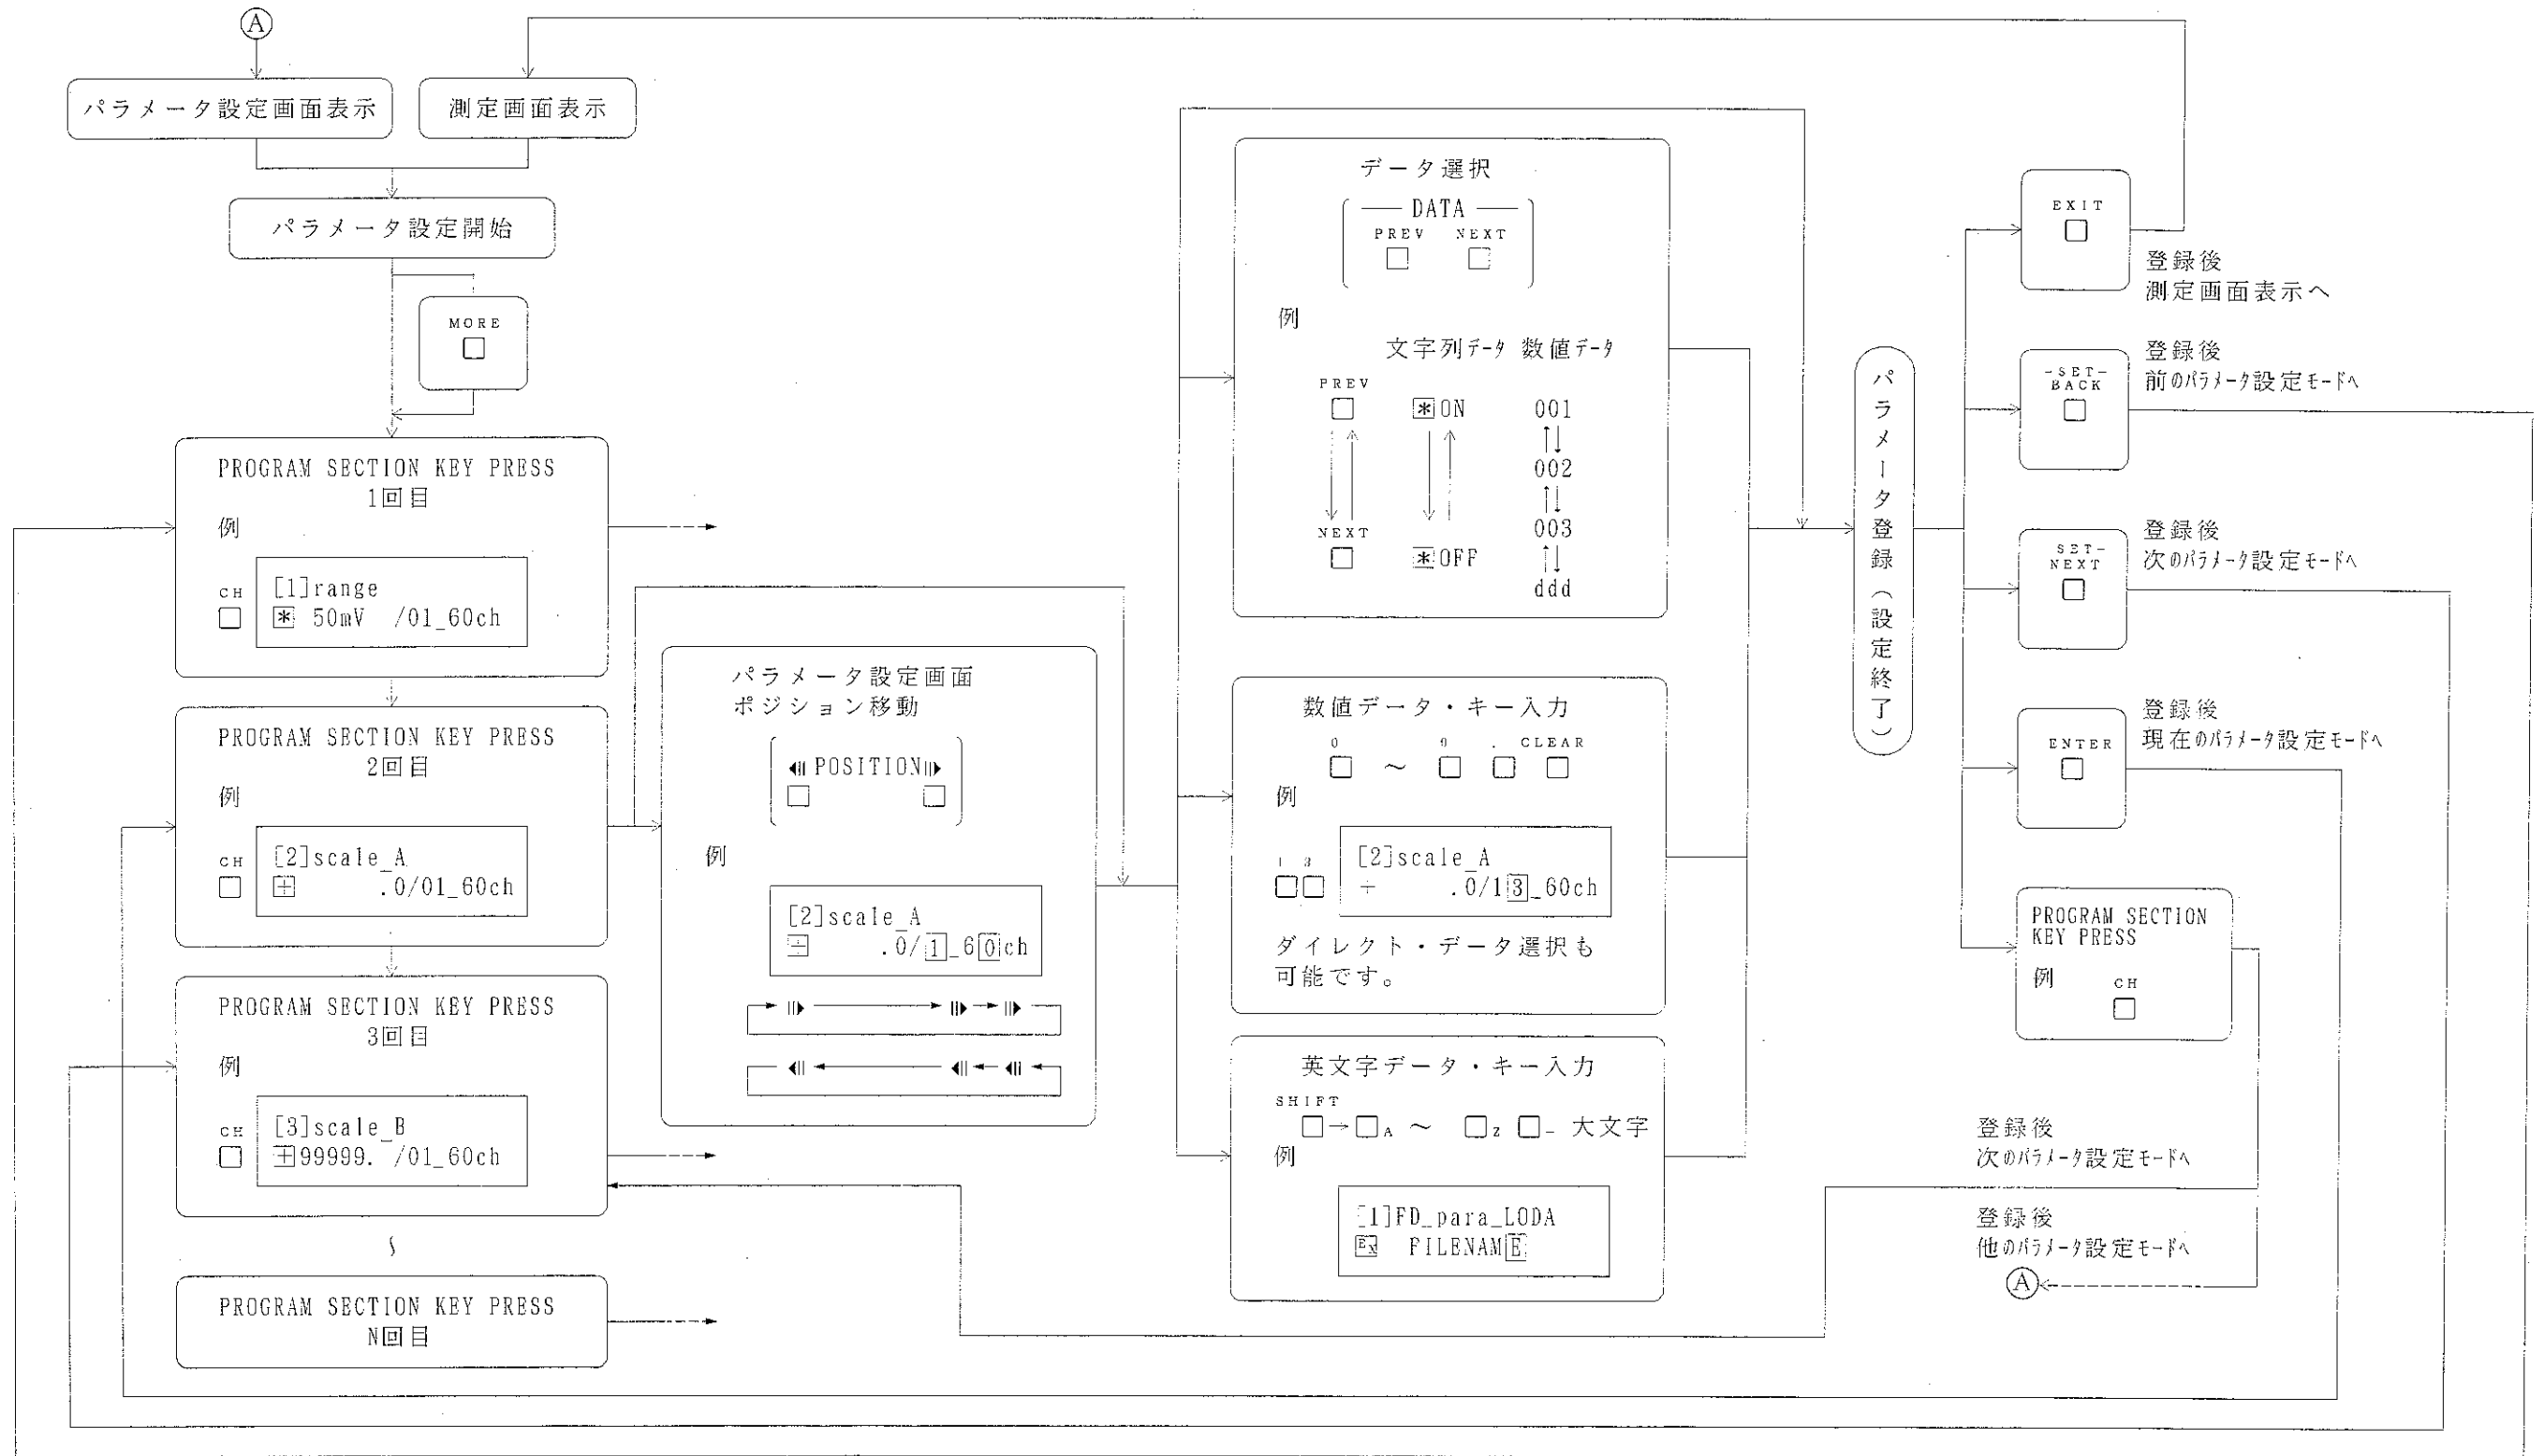 Ⓐ
パラメータ設定画面表示
測定画面表示
パラメータ設定開始
MORE
PROGRAM SECTION KEY PRESS
1回目
例
CH
[1]range
* 50mV /01_60ch
PROGRAM SECTION KEY PRESS
2回目
例
CH
[2]scale_A
+ .0/01_60ch
PROGRAM SECTION KEY PRESS
3回目
例
CH
[3]scale_B
+99999. /01_60ch
PROGRAM SECTION KEY PRESS
N回目
パラメータ設定画面
ポジション移動
POSITION
例
[2]scale_A
+ .0/1_60ch
データ選択
DATA
PREV NEXT
例
文字列データ 数値データ
PREV
*ON 001
002
NEXT
003
*OFF
ddd
数値データ・キー入力
0 ～ 9 . CLEAR
例
1 3
[2]scale_A
+ .0/13_60ch
ダイレクト・データ選択も
可能です。
英文字データ・キー入力
SHIFT
□→□A ～ □Z □- 大文字
例
[1]FD_para_LODA
EX FILENAME
パラメータ登録（設定終了）
EXIT
登録後
測定画面表示へ
-SET-
BACK
登録後
前のパラメータ設定モードへ
-SET-
NEXT
登録後
次のパラメータ設定モードへ
ENTER
登録後
現在のパラメータ設定モードへ
PROGRAM SECTION
KEY PRESS
例
CH
登録後
次のパラメータ設定モードへ
登録後
他のパラメータ設定モードへ
Ⓐ